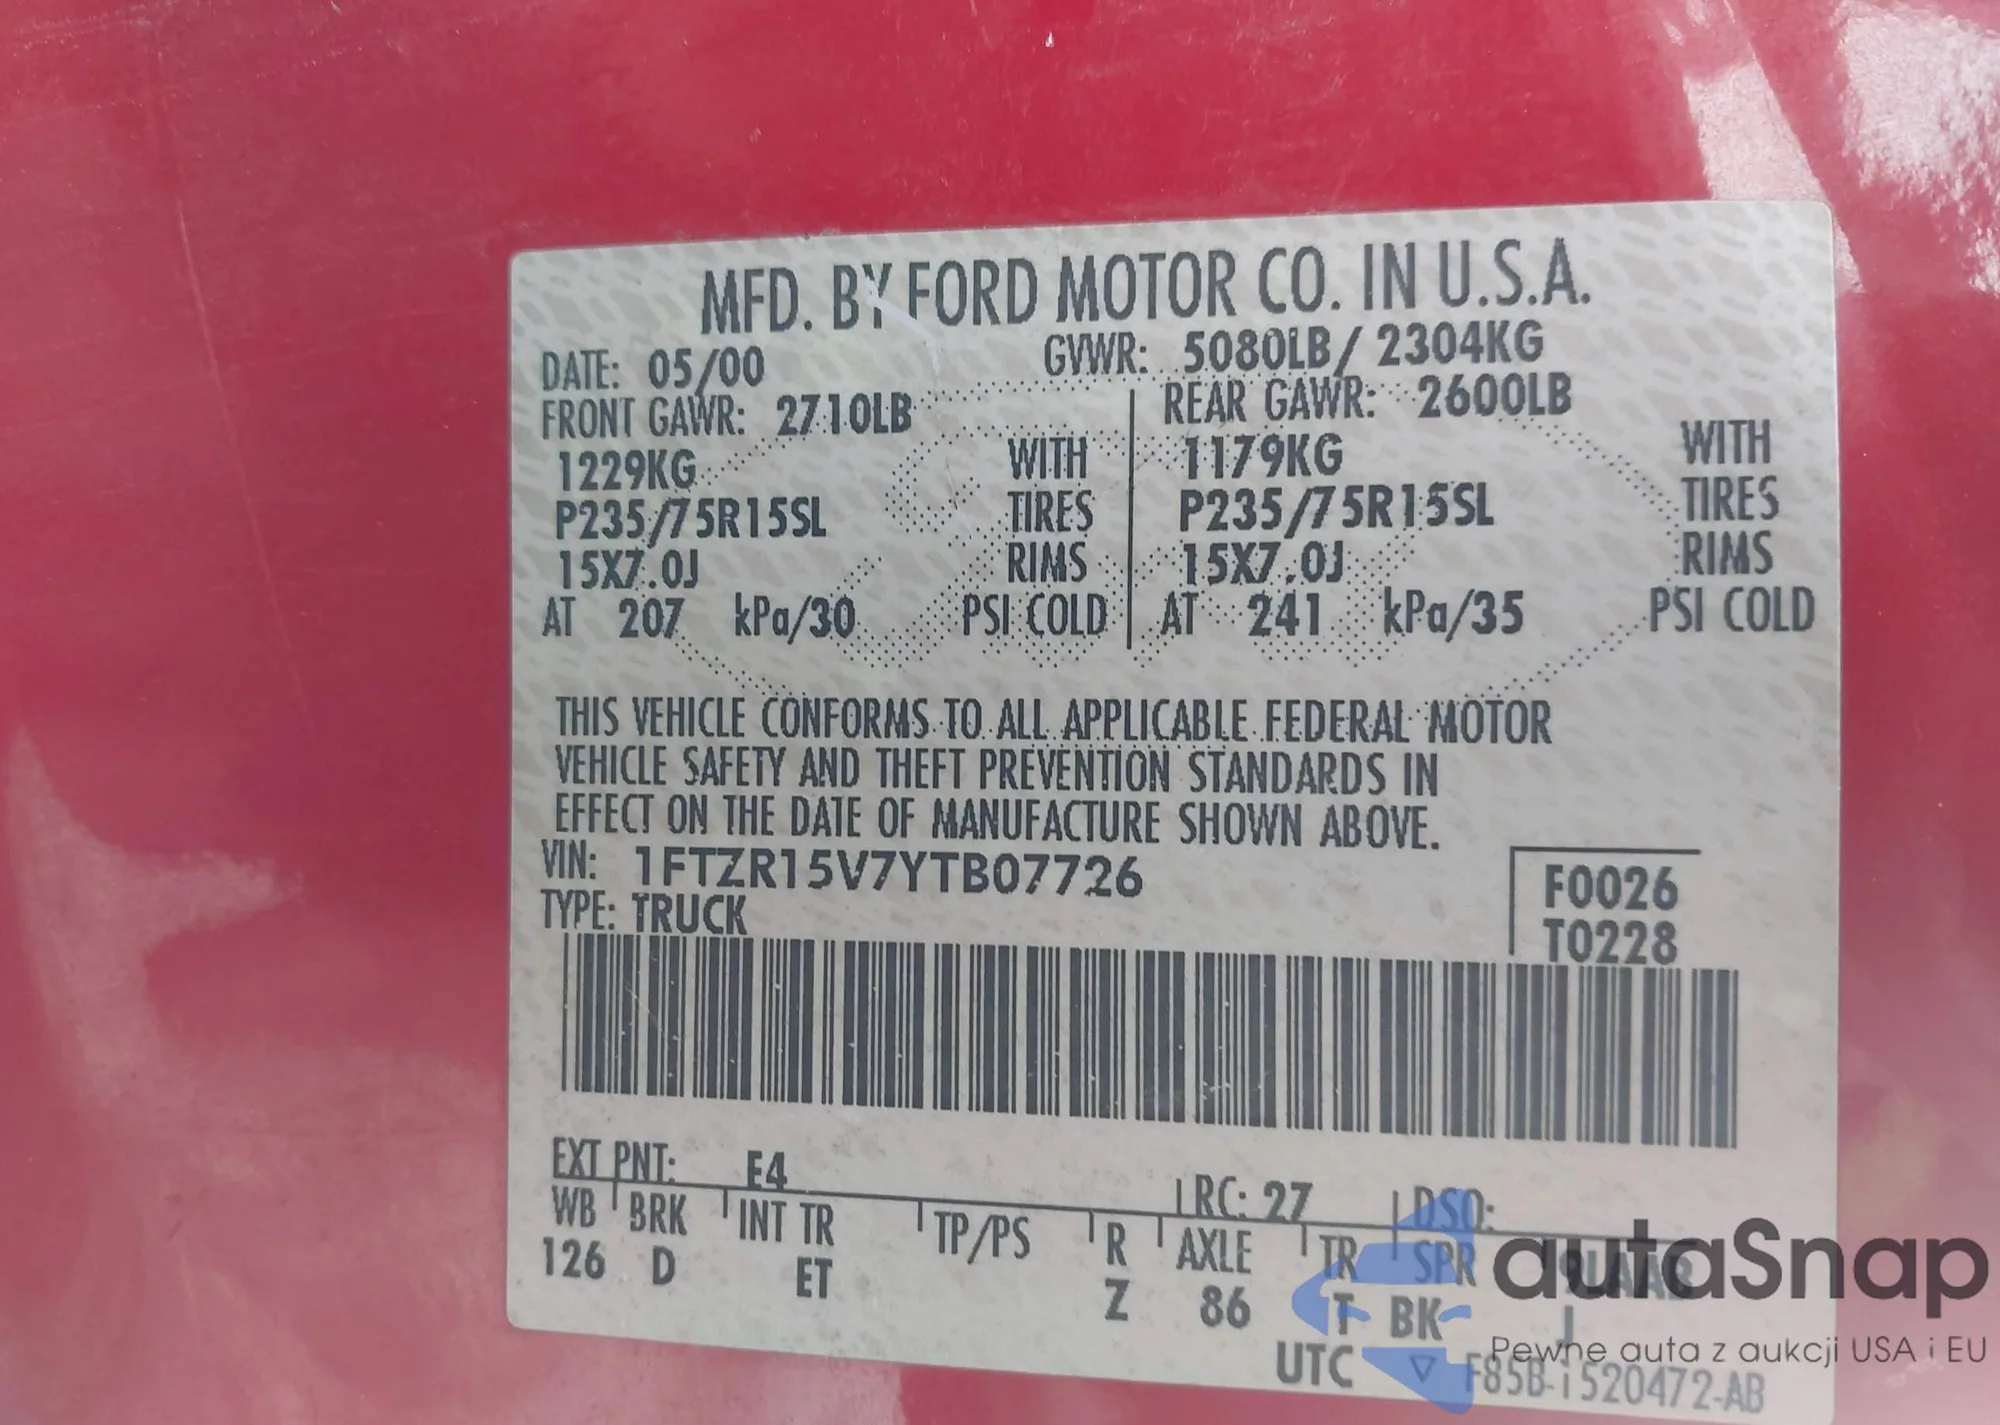 MFD. BY FORD MOTOR CO. IN U.S.A.
DATE: 05/00 GVWR: 5080LB/ 2304KG
FRONT GAWR: 2710LB REAR GAWR: 2600LB
1229KG WITH 1179KG WITH
P235/75R15SL TIRES P235/75R15SL TIRES
15X7.0J RIMS 15X7.0J RIMS
AT 207 kPa/30 PSI COLD AT 241 kPa/35 PSI COLD
THIS VEHICLE CONFORMS TO ALL APPLICABLE FEDERAL MOTOR
VEHICLE SAFETY AND THEFT PREVENTION STANDARDS IN
EFFECT ON THE DATE OF MANUFACTURE SHOWN ABOVE.
VIN: 1FTZR15V7YTB07726 F0026
TYPE: TRUCK T0228
EXT PNT: E4 RC: 27 DSO:
WB BRK INT TR TP/PS R AXLE TR SPR
126 D ET Z 86 T BK J
UTC ▽ F85B-1520472-AB
autaSnap
Pewne auta z aukcji USA i EU